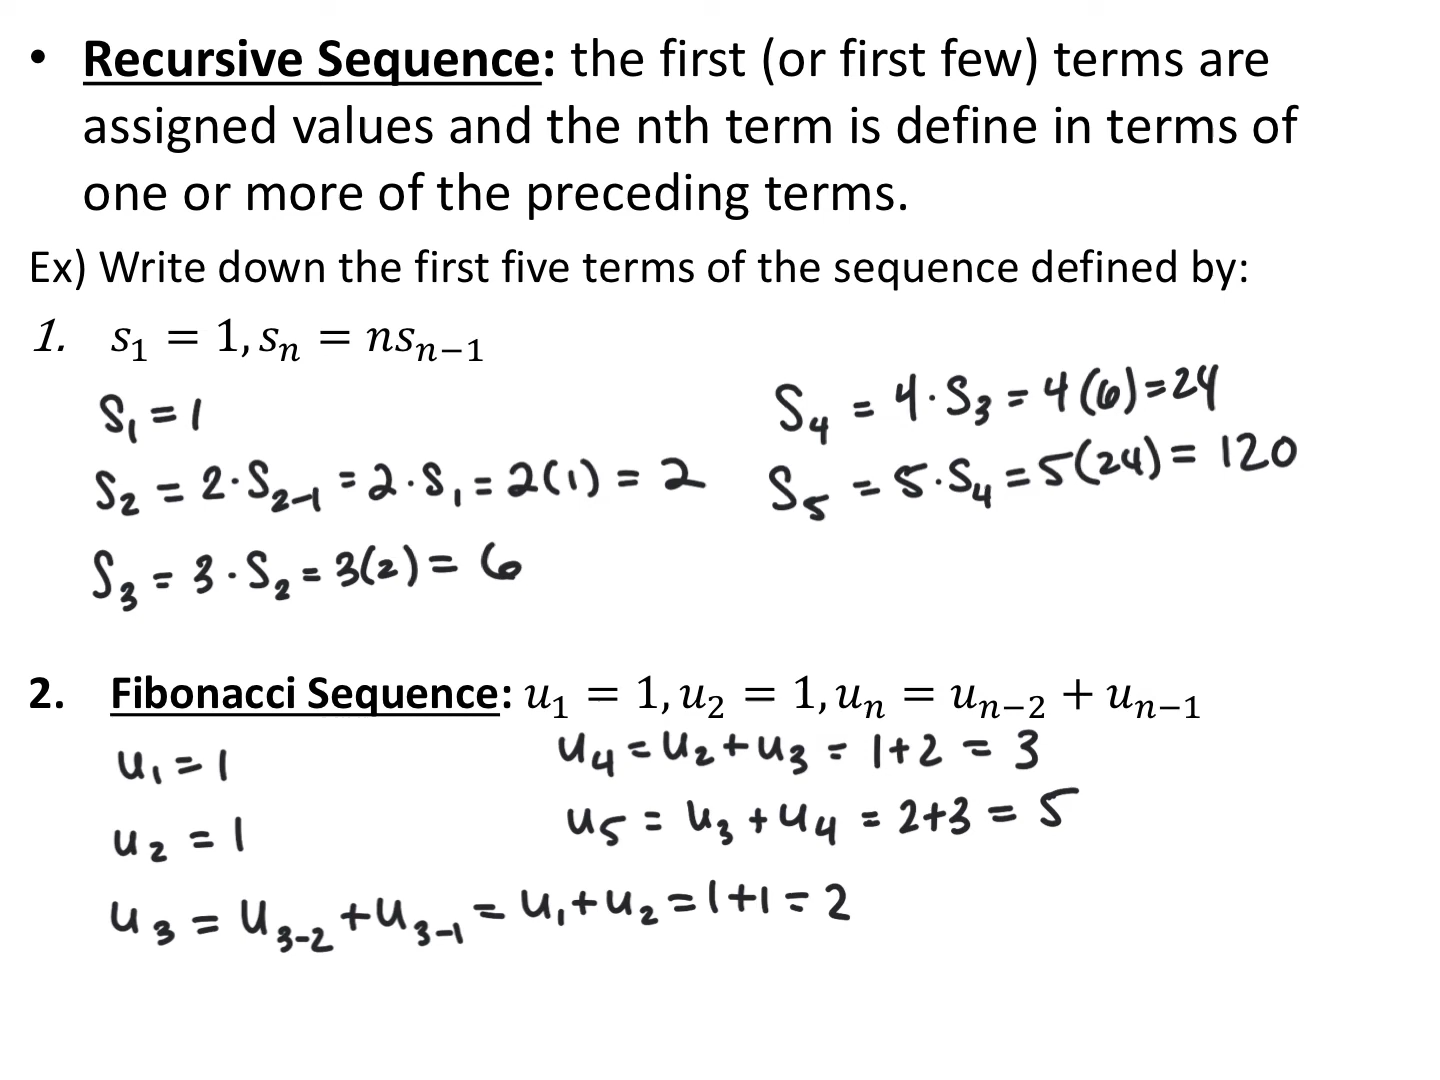 • Recursive Sequence: the first (or first few) terms are
assigned values and the nth term is define in terms of
one or more of the preceding terms.
Ex) Write down the first five terms of the sequence defined by:
1. s₁ = 1, sₙ = nsₙ₋₁
S₁ = 1
S₂ = 2·S₂₋₁ = 2·S₁ = 2(1) = 2
S₃ = 3·S₂ = 3(2) = 6
S₄ = 4·S₃ = 4(6) = 24
S₅ = 5·S₄ = 5(24) = 120
2. Fibonacci Sequence: u₁ = 1, u₂ = 1, uₙ = uₙ₋₂ + uₙ₋₁
u₁ = 1
u₂ = 1
u₃ = u₃₋₂ + u₃₋₁ = u₁ + u₂ = 1+1 = 2
u₄ = u₂ + u₃ = 1+2 = 3
u₅ = u₃ + u₄ = 2+3 = 5